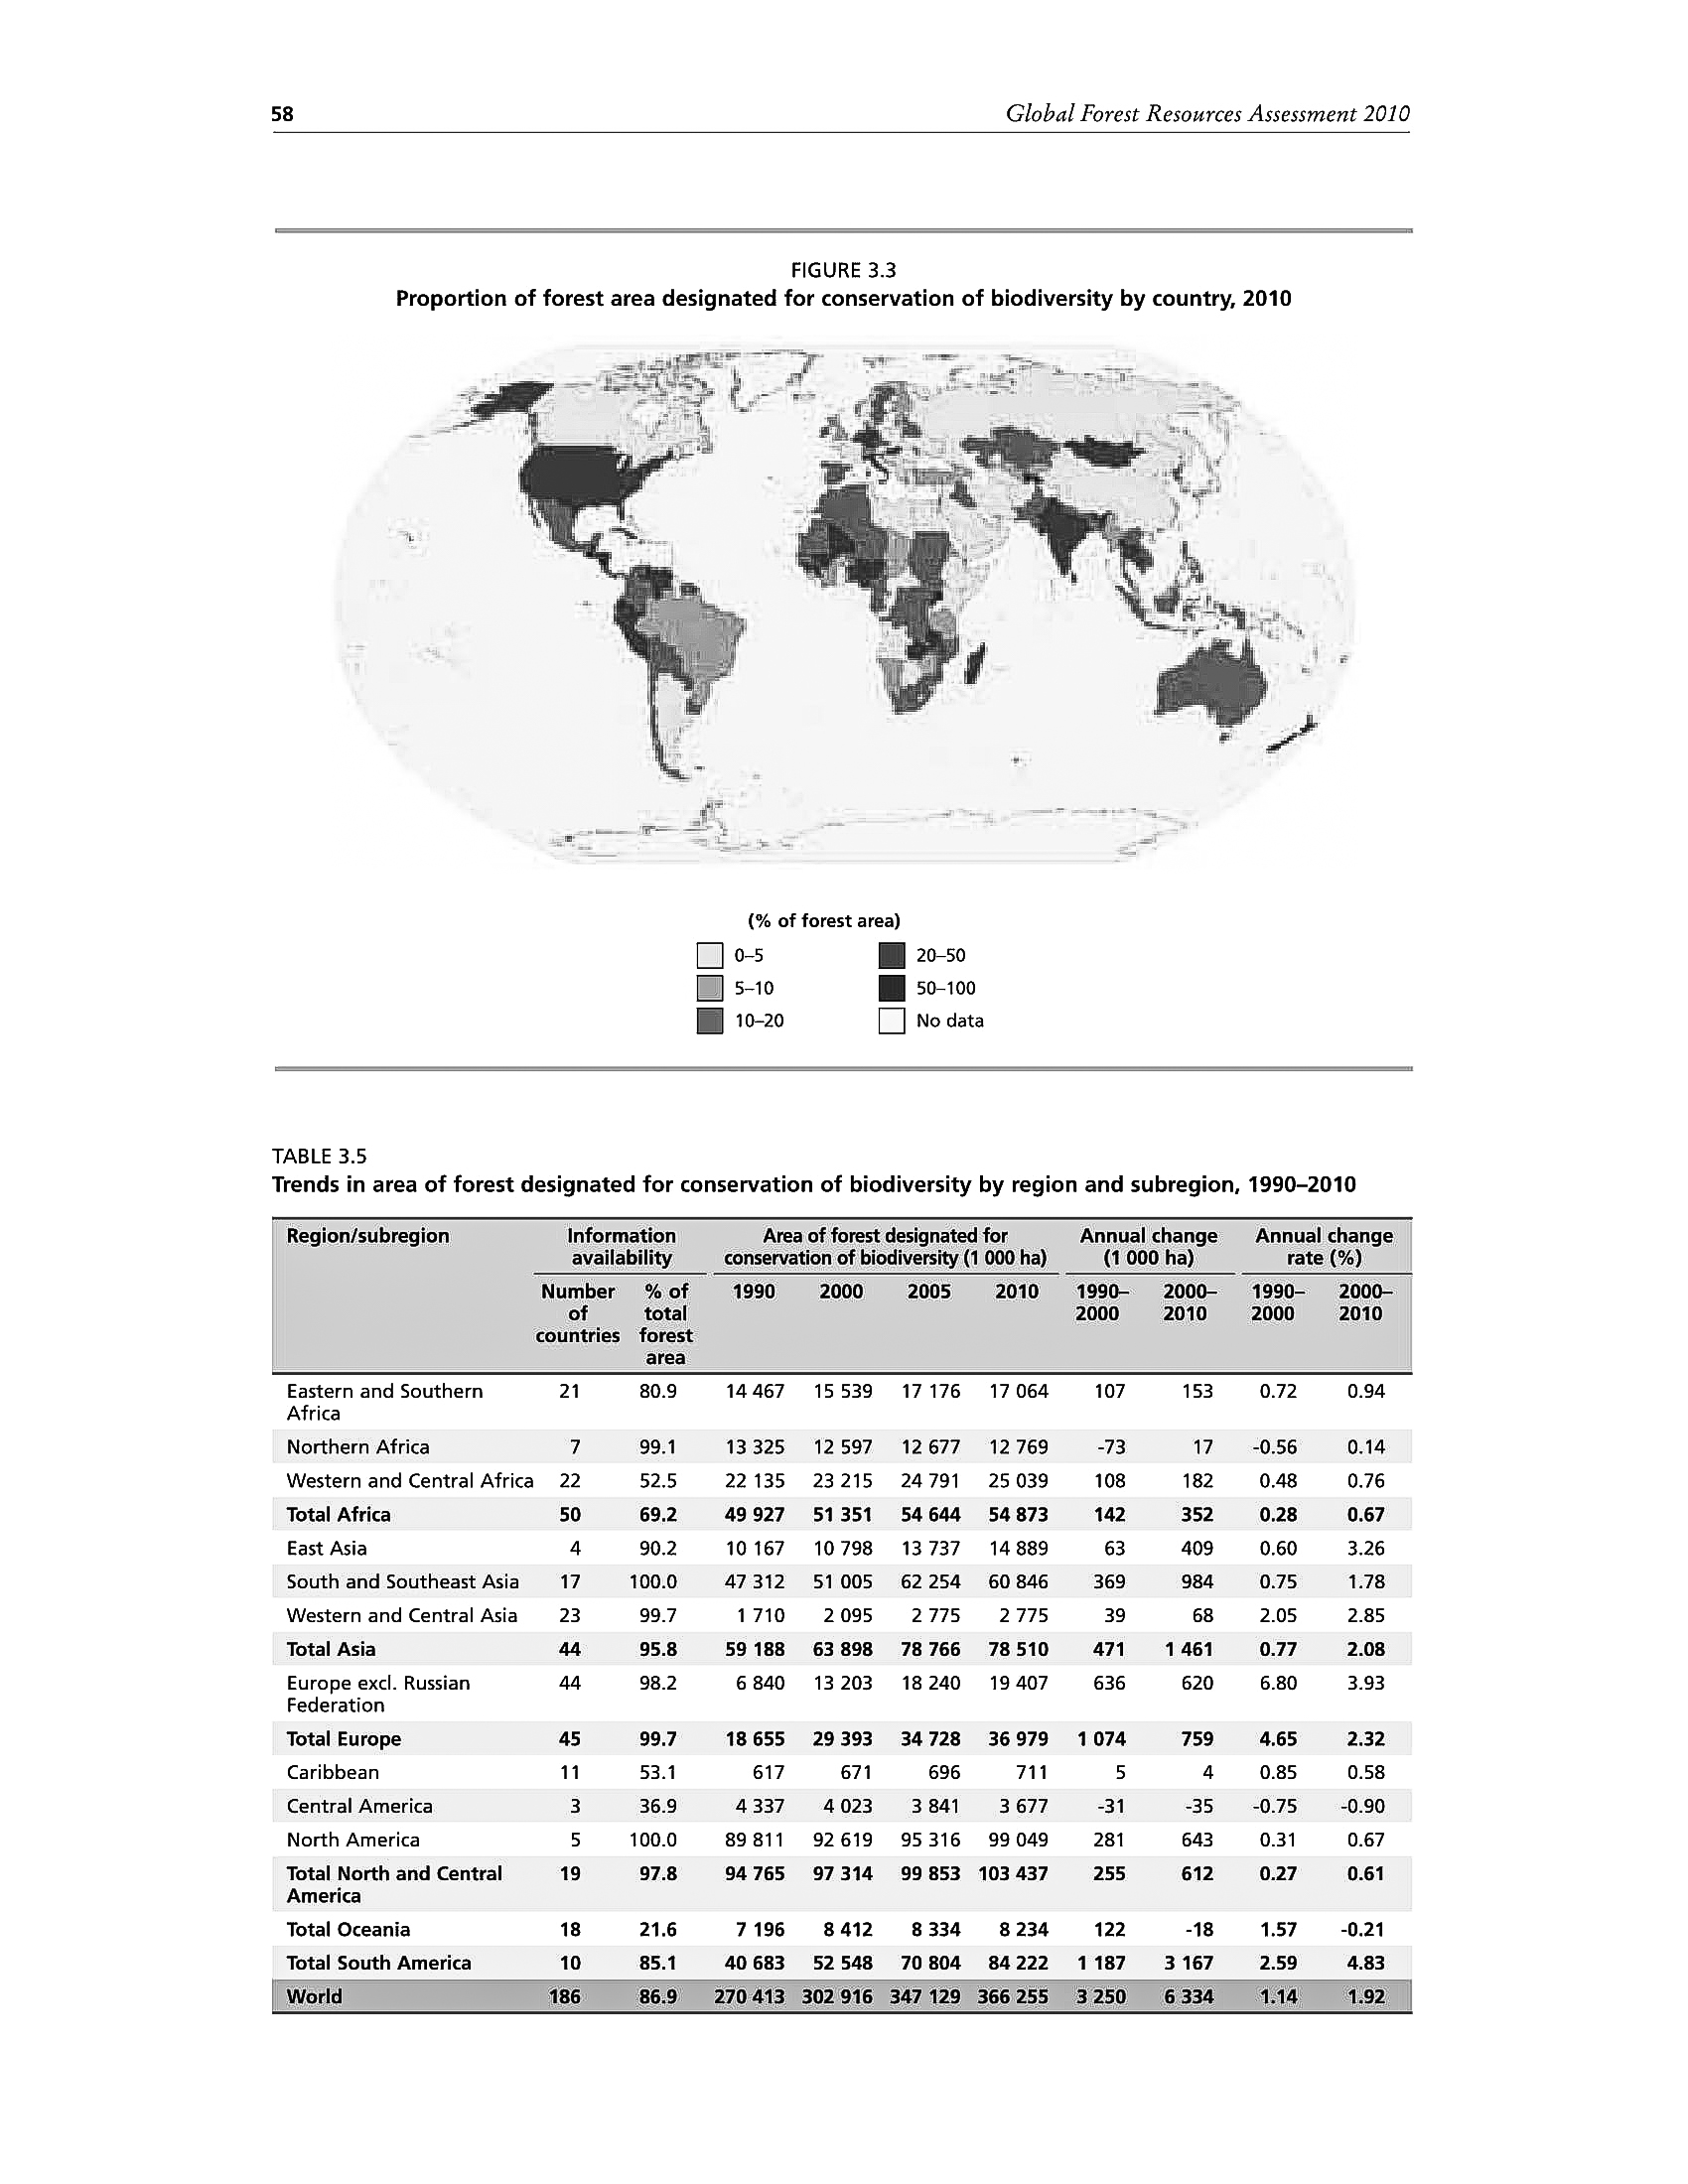 58 Global Forest Resources Assessment 2010
FIGURE 3.3
Proportion of forest area designated for conservation of biodiversity by country, 2010
(% of forest area)
0–5 20–50
5–10 50–100
10–20 No data
TABLE 3.5
Trends in area of forest designated for conservation of biodiversity by region and subregion, 1990–2010
Region/subregion Information Area of forest designated for Annual change Annual change
availability conservation of biodiversity (1 000 ha) (1 000 ha) rate (%)
Number % of 1990 2000 2005 2010 1990– 2000– 1990– 2000–
of total 2000 2010 2000 2010
countries forest
area
Eastern and Southern 21 80.9 14 467 15 539 17 176 17 064 107 153 0.72 0.94
Africa
Northern Africa 7 99.1 13 325 12 597 12 677 12 769 -73 17 -0.56 0.14
Western and Central Africa 22 52.5 22 135 23 215 24 791 25 039 108 182 0.48 0.76
Total Africa 50 69.2 49 927 51 351 54 644 54 873 142 352 0.28 0.67
East Asia 4 90.2 10 167 10 798 13 737 14 889 63 409 0.60 3.26
South and Southeast Asia 17 100.0 47 312 51 005 62 254 60 846 369 984 0.75 1.78
Western and Central Asia 23 99.7 1 710 2 095 2 775 2 775 39 68 2.05 2.85
Total Asia 44 95.8 59 188 63 898 78 766 78 510 471 1 461 0.77 2.08
Europe excl. Russian 44 98.2 6 840 13 203 18 240 19 407 636 620 6.80 3.93
Federation
Total Europe 45 99.7 18 655 29 393 34 728 36 979 1 074 759 4.65 2.32
Caribbean 11 53.1 617 671 696 711 5 4 0.85 0.58
Central America 3 36.9 4 337 4 023 3 841 3 677 -31 -35 -0.75 -0.90
North America 5 100.0 89 811 92 619 95 316 99 049 281 643 0.31 0.67
Total North and Central 19 97.8 94 765 97 314 99 853 103 437 255 612 0.27 0.61
America
Total Oceania 18 21.6 7 196 8 412 8 334 8 234 122 -18 1.57 -0.21
Total South America 10 85.1 40 683 52 548 70 804 84 222 1 187 3 167 2.59 4.83
World 186 86.9 270 413 302 916 347 129 366 255 3 250 6 334 1.14 1.92